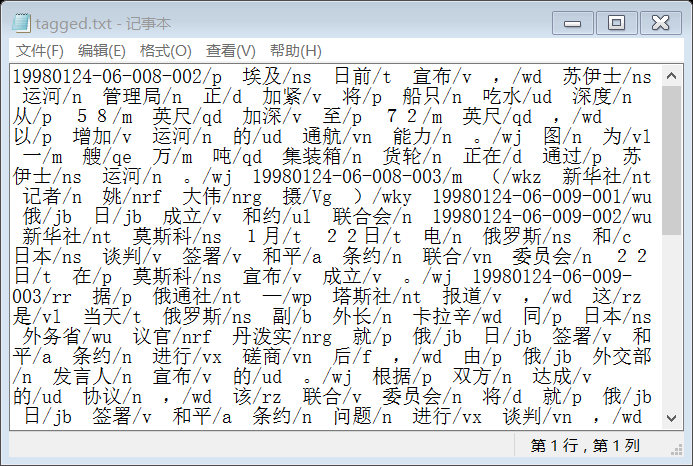 tagged.txt - 记事本
文件(F) 编辑(E) 格式(O) 查看(V) 帮助(H)
19980124-06-008-002/p 埃及/ns 日前/t 宣布/v ，/wd 苏伊士/ns
运河/n 管理局/n 正/d 加紧/v 将/p 船只/n 吃水/ud 深度/n
从/p ５８/m 英尺/qd 加深/v 至/p ７２/m 英尺/qd ，/wd
以/p 增加/v 运河/n 的/ud 通航/vn 能力/n 。/wj 图/n 为/vl
一/m 艘/qe 万/m 吨/qd 集装箱/n 货轮/n 正在/d 通过/p 苏
伊士/ns 运河/n 。/wj 19980124-06-008-003/m （/wkz 新华社/nt
记者/n 姚/nrf 大伟/nrg 摄/Vg ）/wky 19980124-06-009-001/wu
俄/jb 日/jb 成立/v 和约/ul 联合会/n 19980124-06-009-002/wu
新华社/nt 莫斯科/ns １月/t ２２日/t 电/n 俄罗斯/ns 和/c
日本/ns 谈判/v 签署/v 和平/a 条约/n 联合/vn 委员会/n ２２
日/t 在/p 莫斯科/ns 宣布/v 成立/v 。/wj 19980124-06-009-
003/rr 据/p 俄通社/nt —/wp 塔斯社/nt 报道/v ，/wd 这/rz
是/vl 当天/t 俄罗斯/ns 副/b 外长/n 卡拉辛/wd 同/p 日本/ns
外务省/wu 议官/nrf 丹泼实/nrg 就/p 俄/jb 日/jb 签署/v 和
平/a 条约/n 进行/vx 磋商/vn 后/f ，/wd 由/p 俄/jb 外交部
/n 发言人/n 宣布/v 的/ud 。/wj 根据/p 双方/n 达成/v
的/ud 协议/n ，/wd 该/rz 联合/v 委员会/n 将/d 就/p 俄/jb
日/jb 签署/v 和平/a 条约/n 问题/n 进行/vx 谈判/vn ，/wd
第 1 行，第 1 列